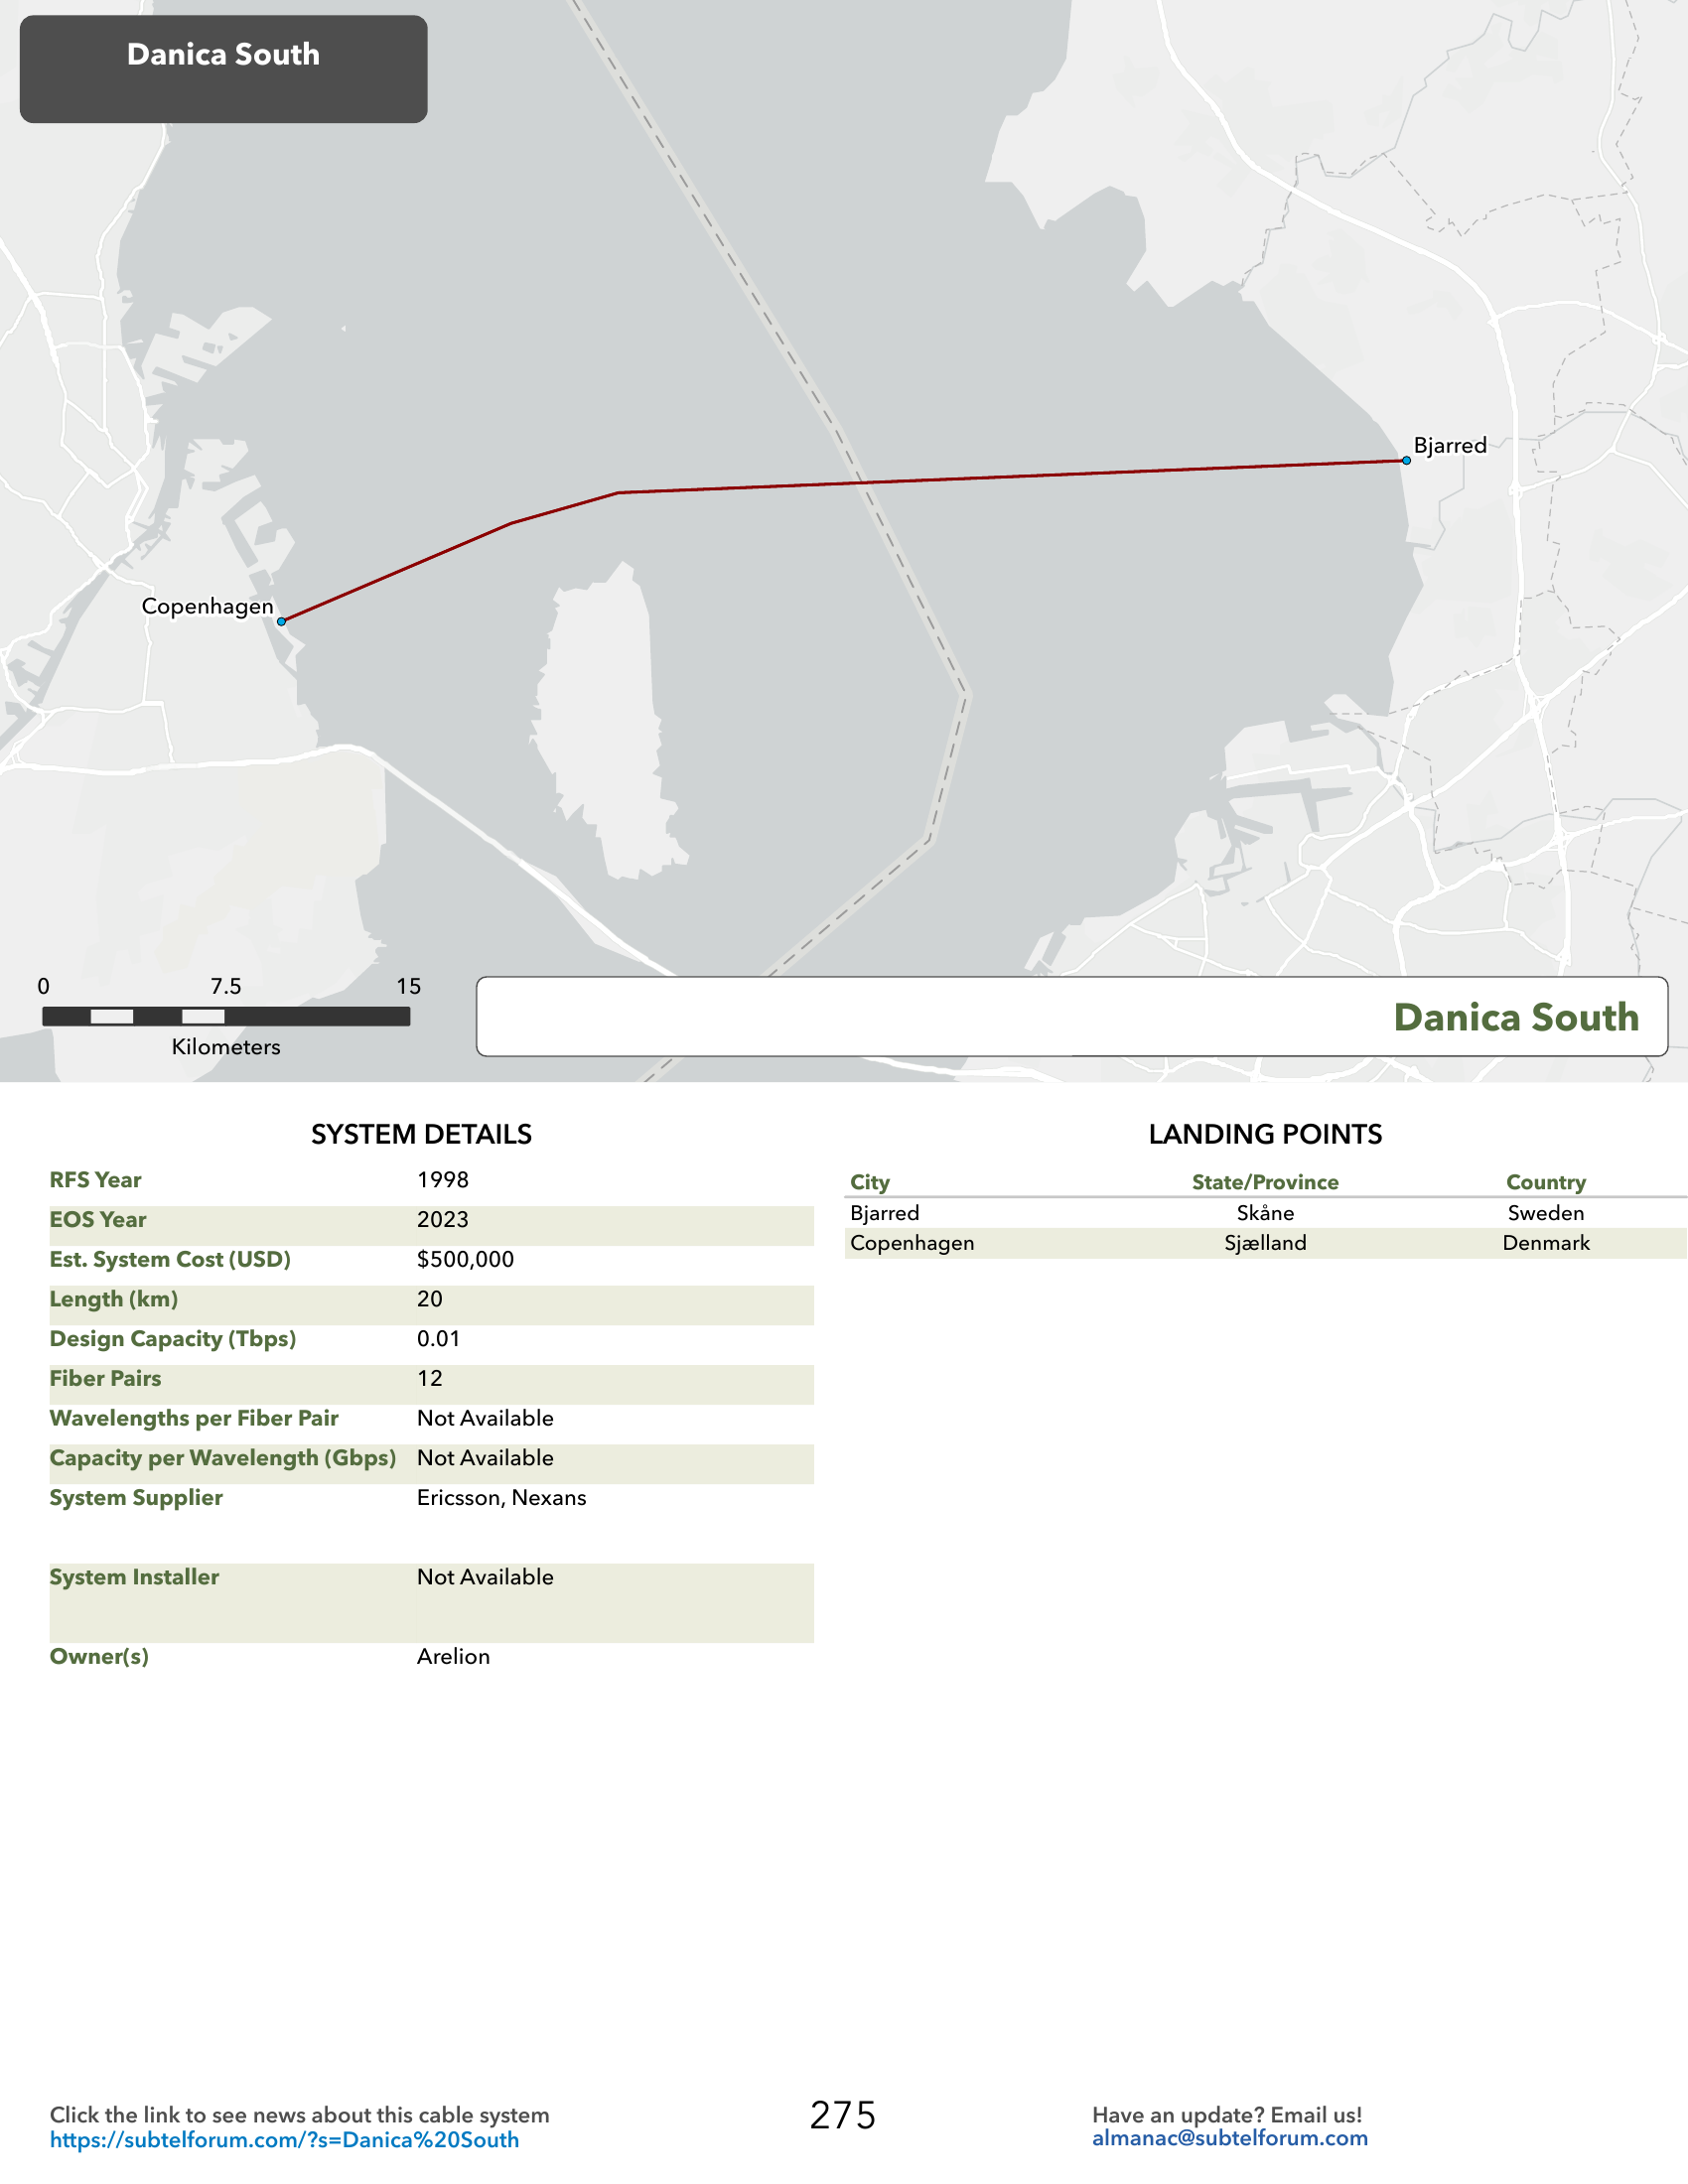 Danica South
Bjarred
Copenhagen
0 7.5 15
Kilometers
Danica South
SYSTEM DETAILS
RFS Year 1998
EOS Year 2023
Est. System Cost (USD) $500,000
Length (km) 20
Design Capacity (Tbps) 0.01
Fiber Pairs 12
Wavelengths per Fiber Pair Not Available
Capacity per Wavelength (Gbps) Not Available
System Supplier Ericsson, Nexans
System Installer Not Available
Owner(s) Arelion
LANDING POINTS
City State/Province Country
Bjarred Skåne Sweden
Copenhagen Sjælland Denmark
Click the link to see news about this cable system
https://subtelforum.com/?s=Danica%20South
275
Have an update? Email us!
almanac@subtelforum.com